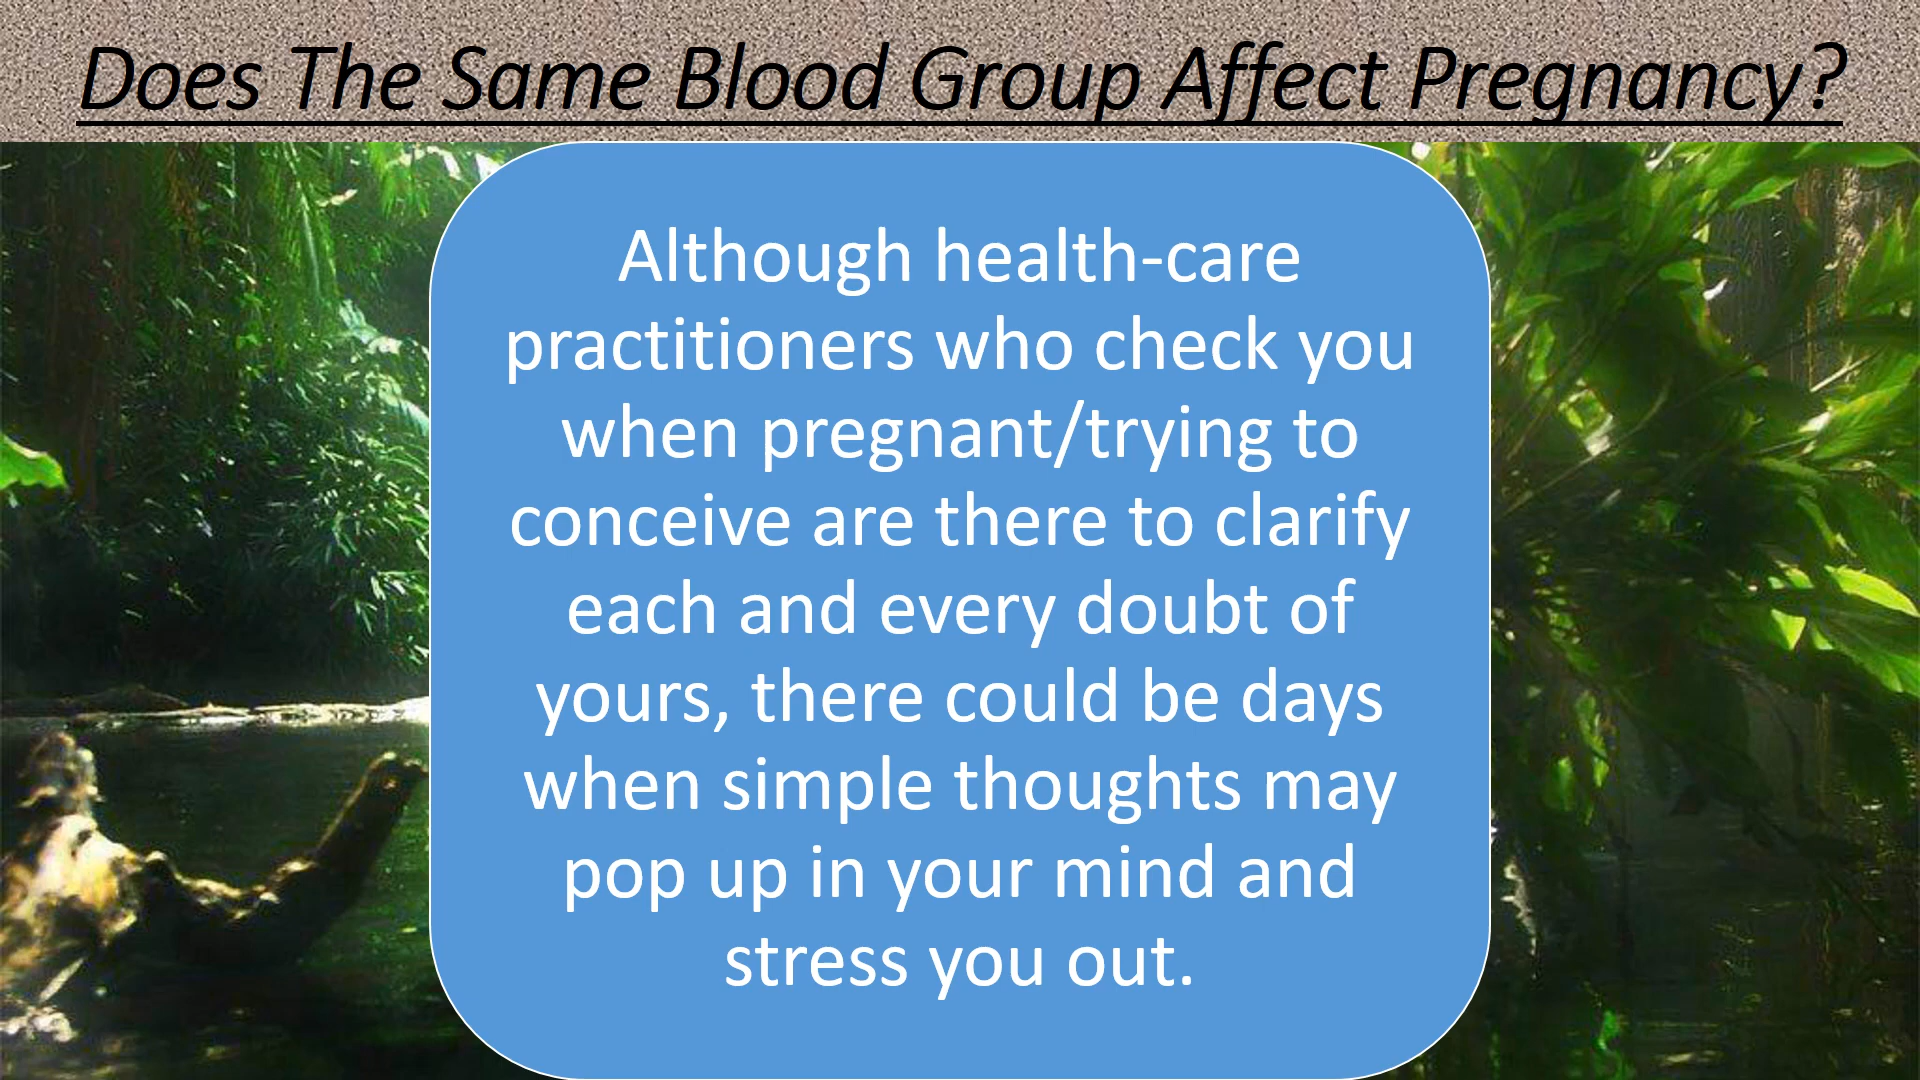 Does The Same Blood Group Affect Pregnancy?
Although health-care
practitioners who check you
when pregnant/trying to
conceive are there to clarify
each and every doubt of
yours, there could be days
when simple thoughts may
pop up in your mind and
stress you out.